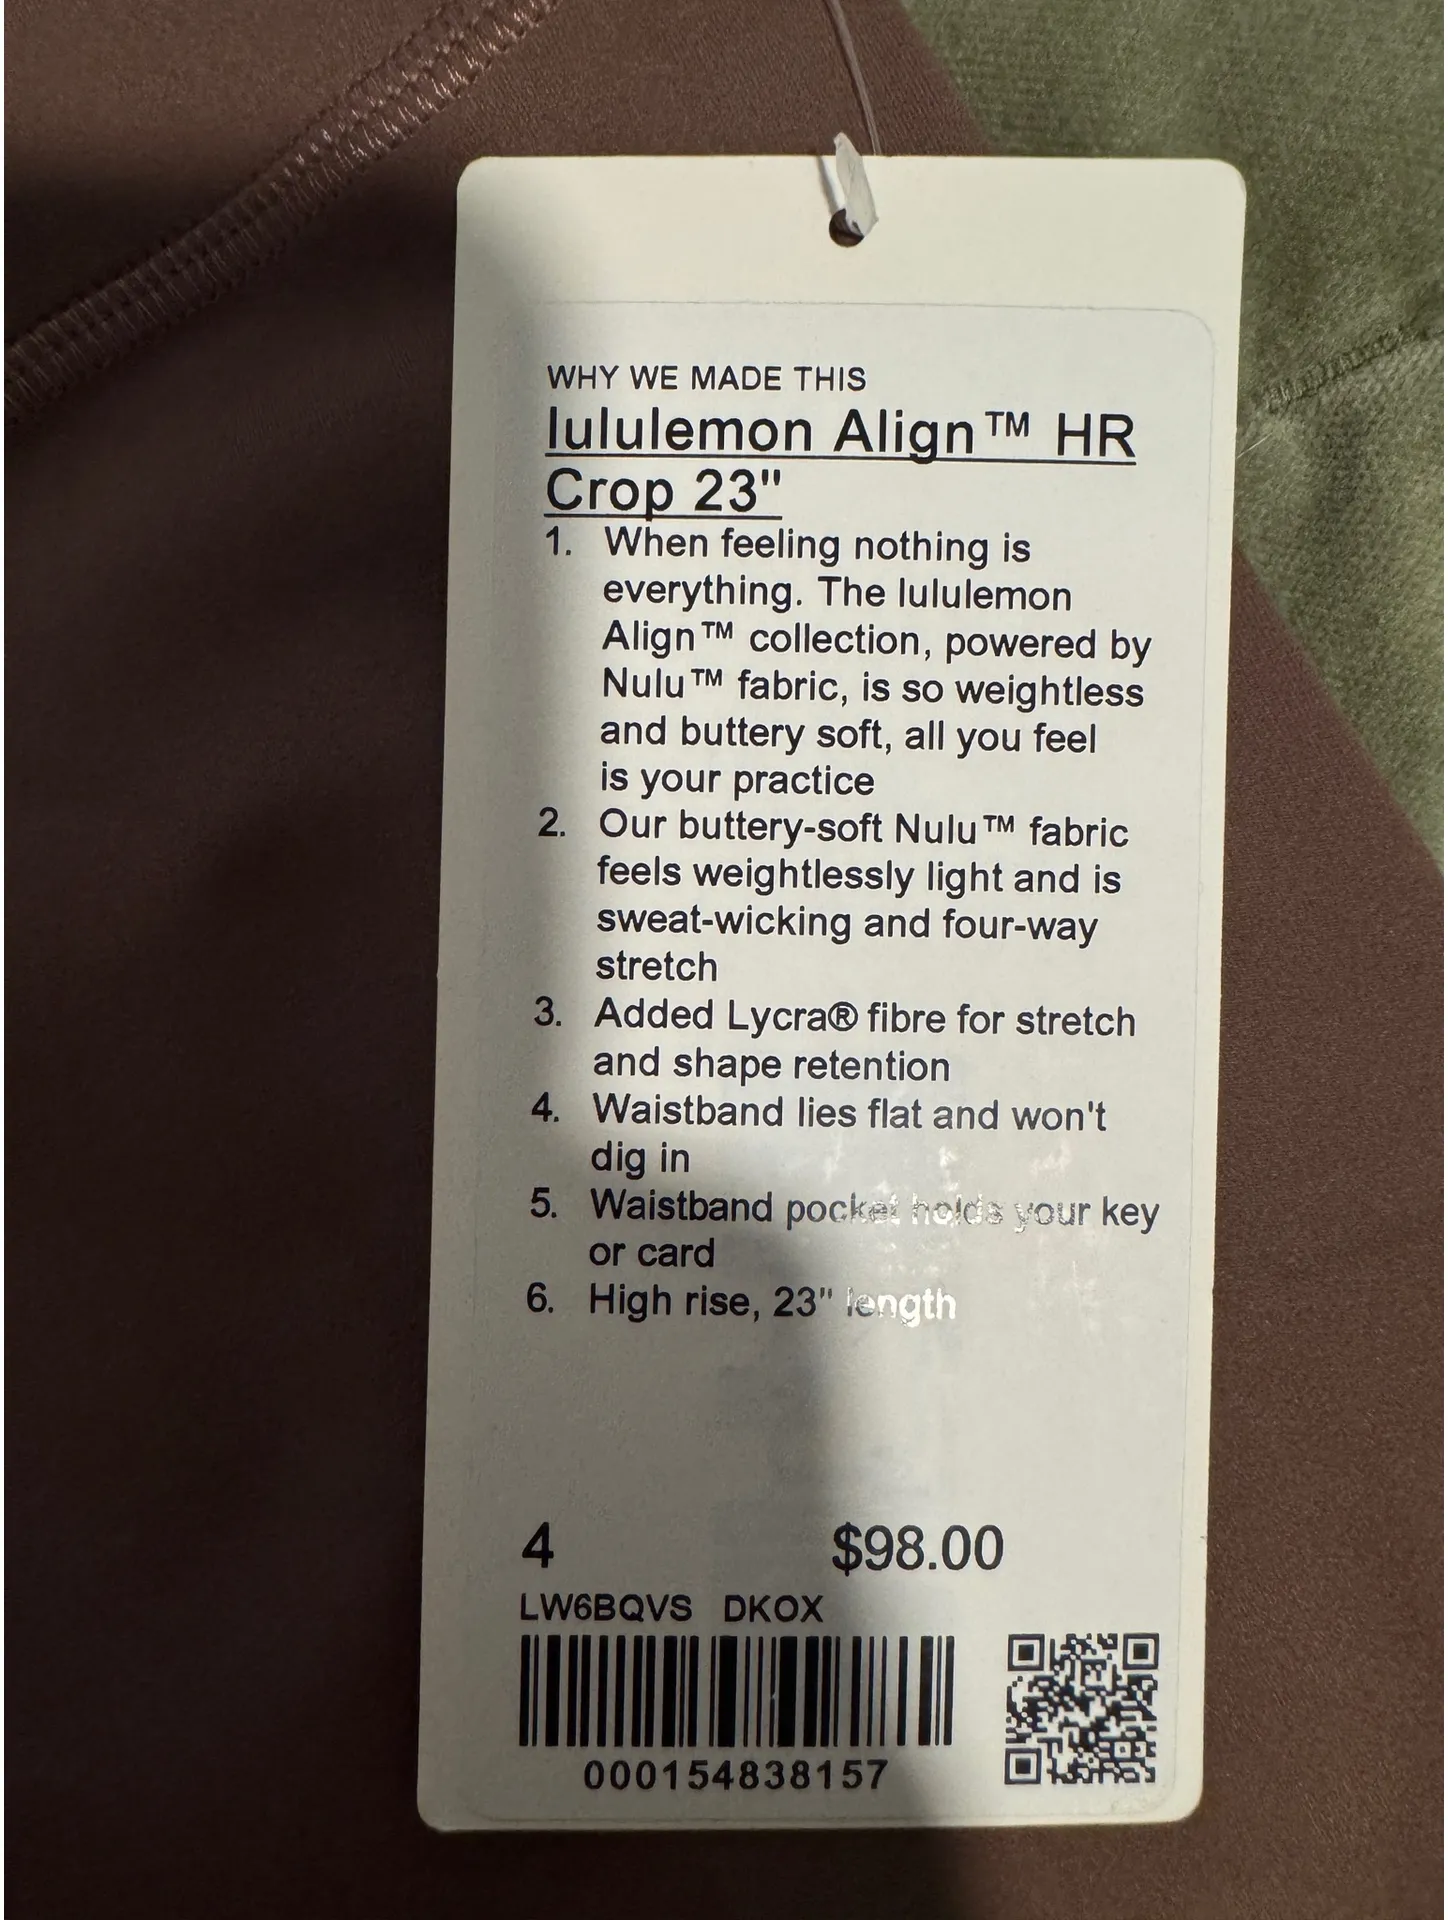 WHY WE MADE THIS
lululemon Align™ HR
Crop 23"
1. When feeling nothing is
everything. The lululemon
Align™ collection, powered by
Nulu™ fabric, is so weightless
and buttery soft, all you feel
is your practice
2. Our buttery-soft Nulu™ fabric
feels weightlessly light and is
sweat-wicking and four-way
stretch
3. Added Lycra® fibre for stretch
and shape retention
4. Waistband lies flat and won't
dig in
5. Waistband pocket holds your key
or card
6. High rise, 23" length
4 $98.00
LW6BQVS DKOX
000154838157